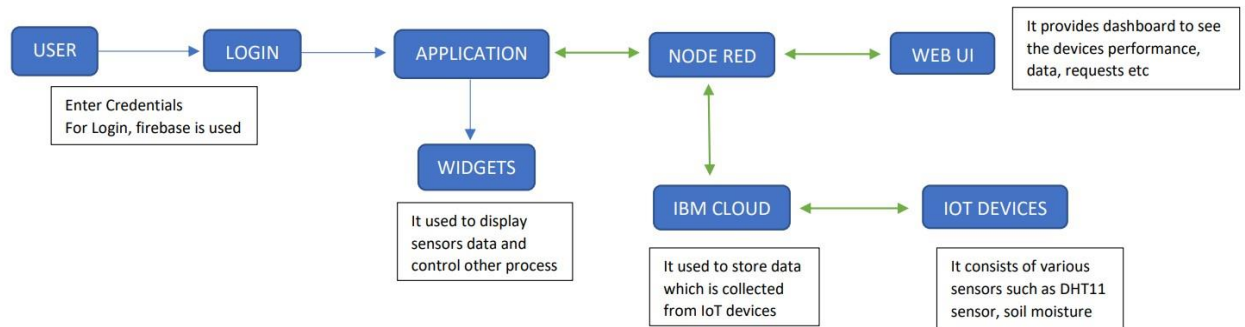 USER
LOGIN
APPLICATION
NODE RED
WEB UI
It provides dashboard to see
the devices performance,
data, requests etc
Enter Credentials
For Login, firebase is used
WIDGETS
It used to display
sensors data and
control other process
IBM CLOUD
IOT DEVICES
It used to store data
which is collected
from IoT devices
It consists of various
sensors such as DHT11
sensor, soil moisture